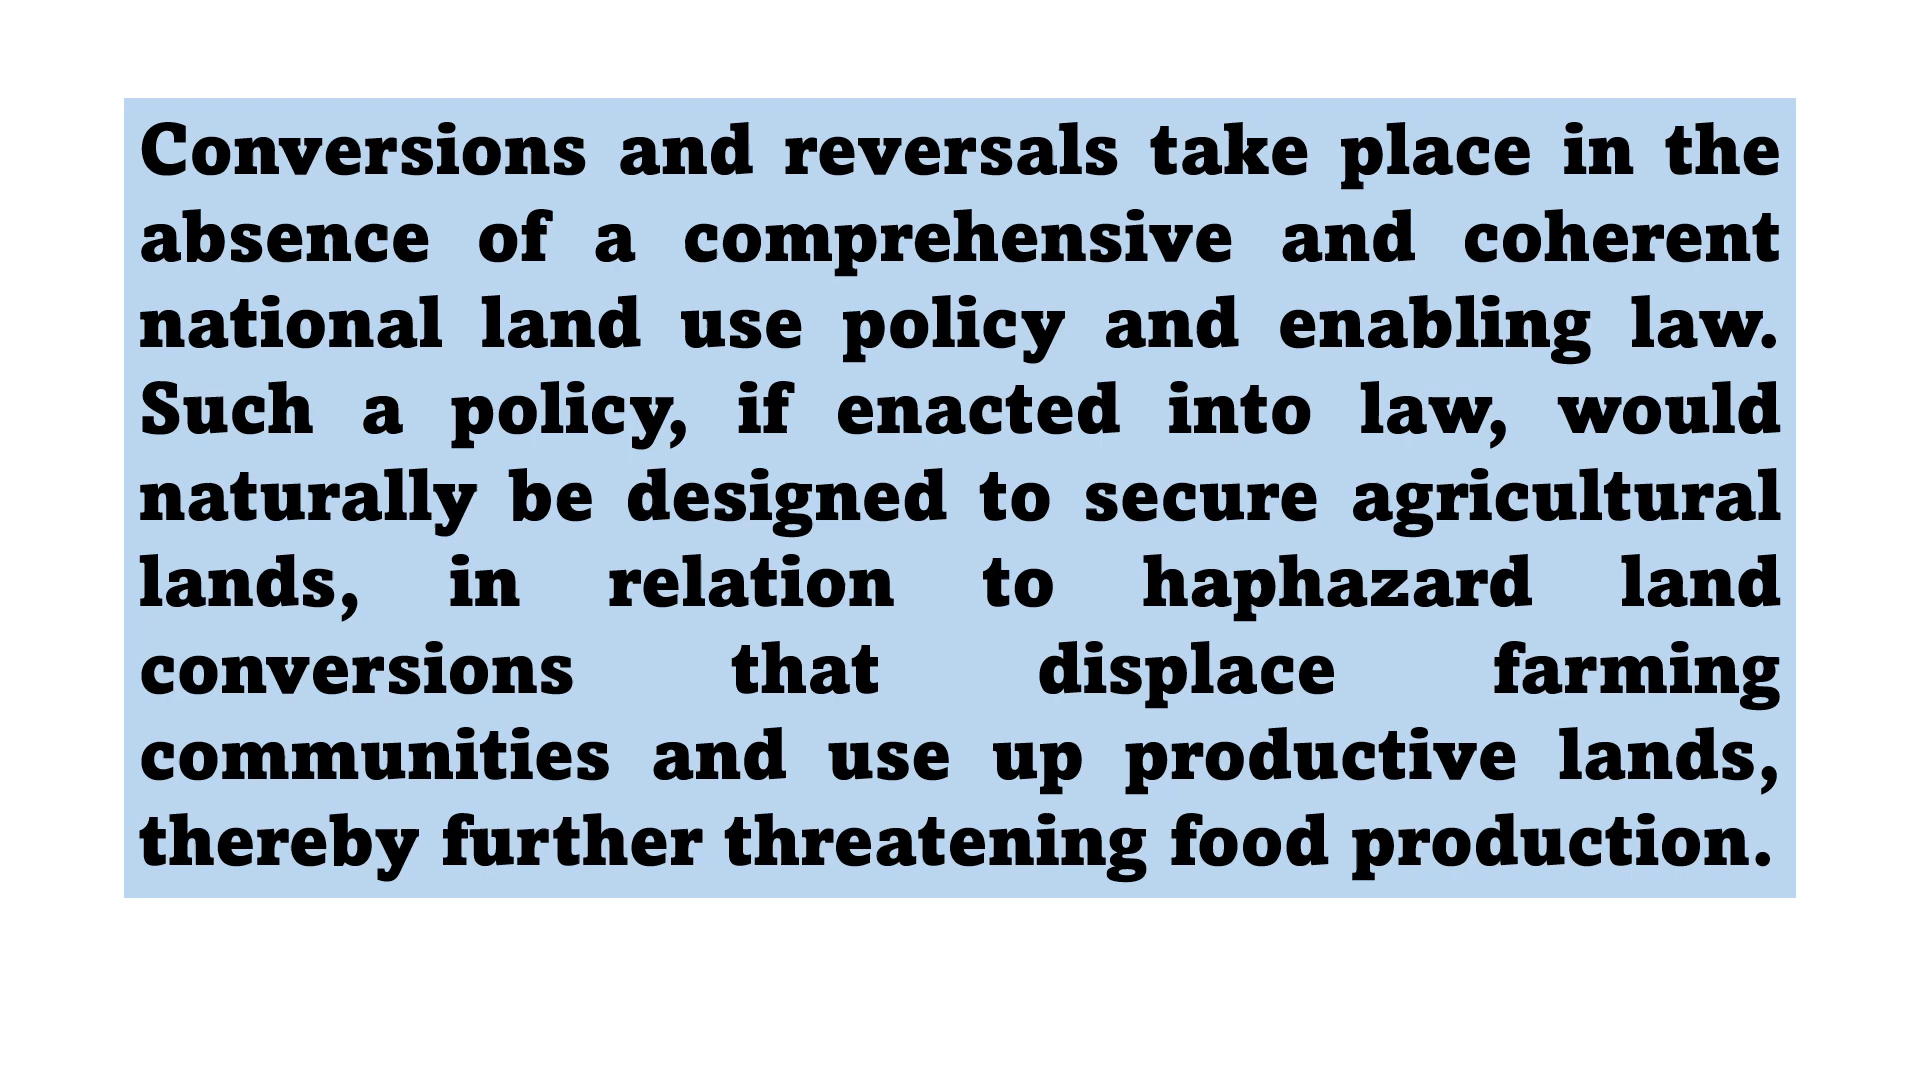 Conversions and reversals take place in the
absence of a comprehensive and coherent
national land use policy and enabling law.
Such a policy, if enacted into law, would
naturally be designed to secure agricultural
lands, in relation to haphazard land
conversions that displace farming
communities and use up productive lands,
thereby further threatening food production.